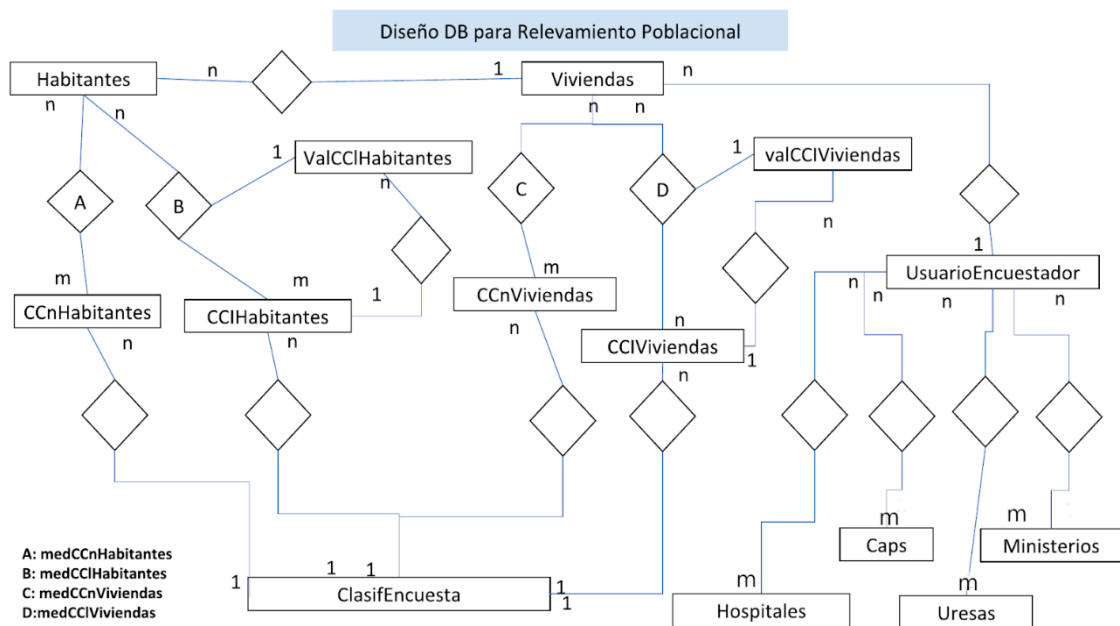 Diseño DB para Relevamiento Poblacional
Habitantes
n
1
Viviendas
n
n
n
n
n
1
ValCClHabitantes
1
valCCIViviendas
n
A
B
C
D
n
m
m
1
m
1
UsuarioEncuestador
CCnHabitantes
CCIHabitantes
CCnViviendas
n
n
n
n
n
n
n
n
CCIViviendas
1
n
m
Caps
m
Ministerios
A: medCCnHabitantes
B: medCClHabitantes
C: medCCnViviendas
D:medCClViviendas
1
1
1
ClasifEncuesta
1
1
m
Hospitales
m
Uresas